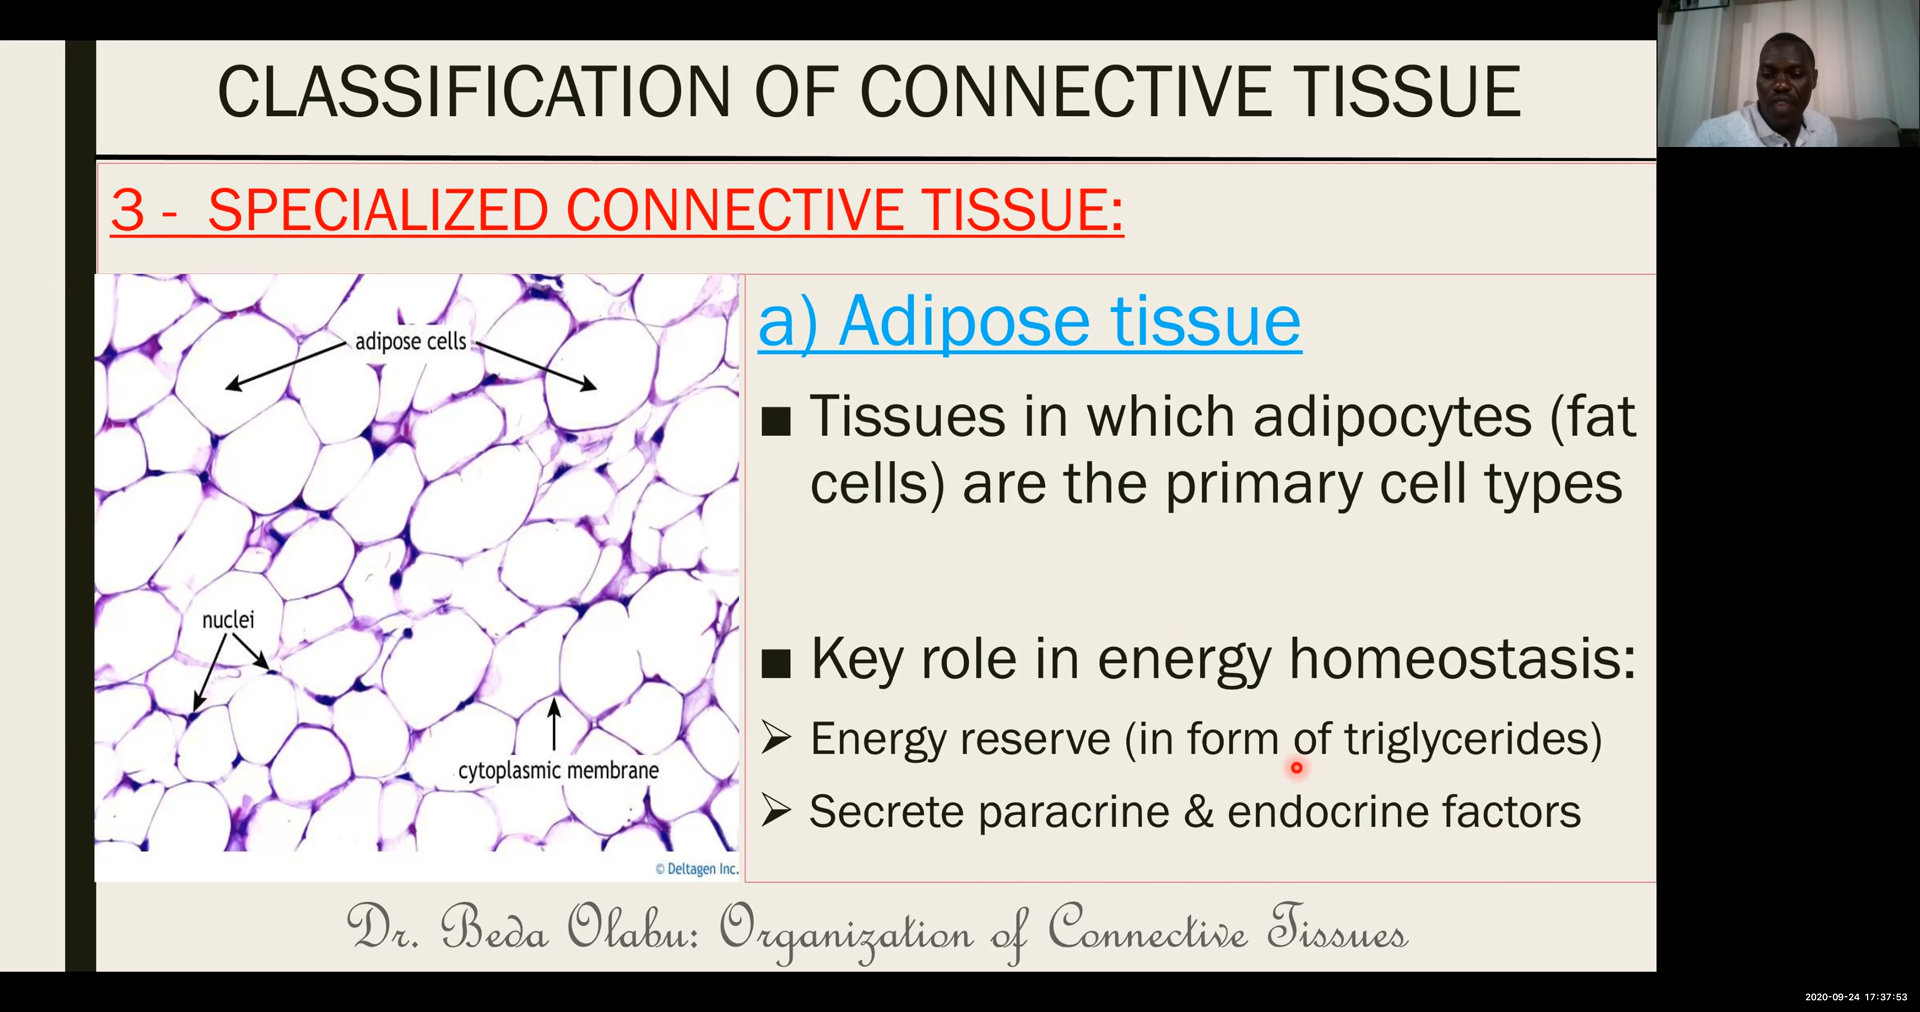 CLASSIFICATION OF CONNECTIVE TISSUE
3 - SPECIALIZED CONNECTIVE TISSUE:
adipose cells
nuclei
cytoplasmic membrane
© Deltagen Inc.
a) Adipose tissue
■ Tissues in which adipocytes (fat
cells) are the primary cell types
■ Key role in energy homeostasis:
➢ Energy reserve (in form of triglycerides)
➢ Secrete paracrine & endocrine factors
Dr. Beda Olabu: Organization of Connective Tissues
2020-09-24 17:37:53